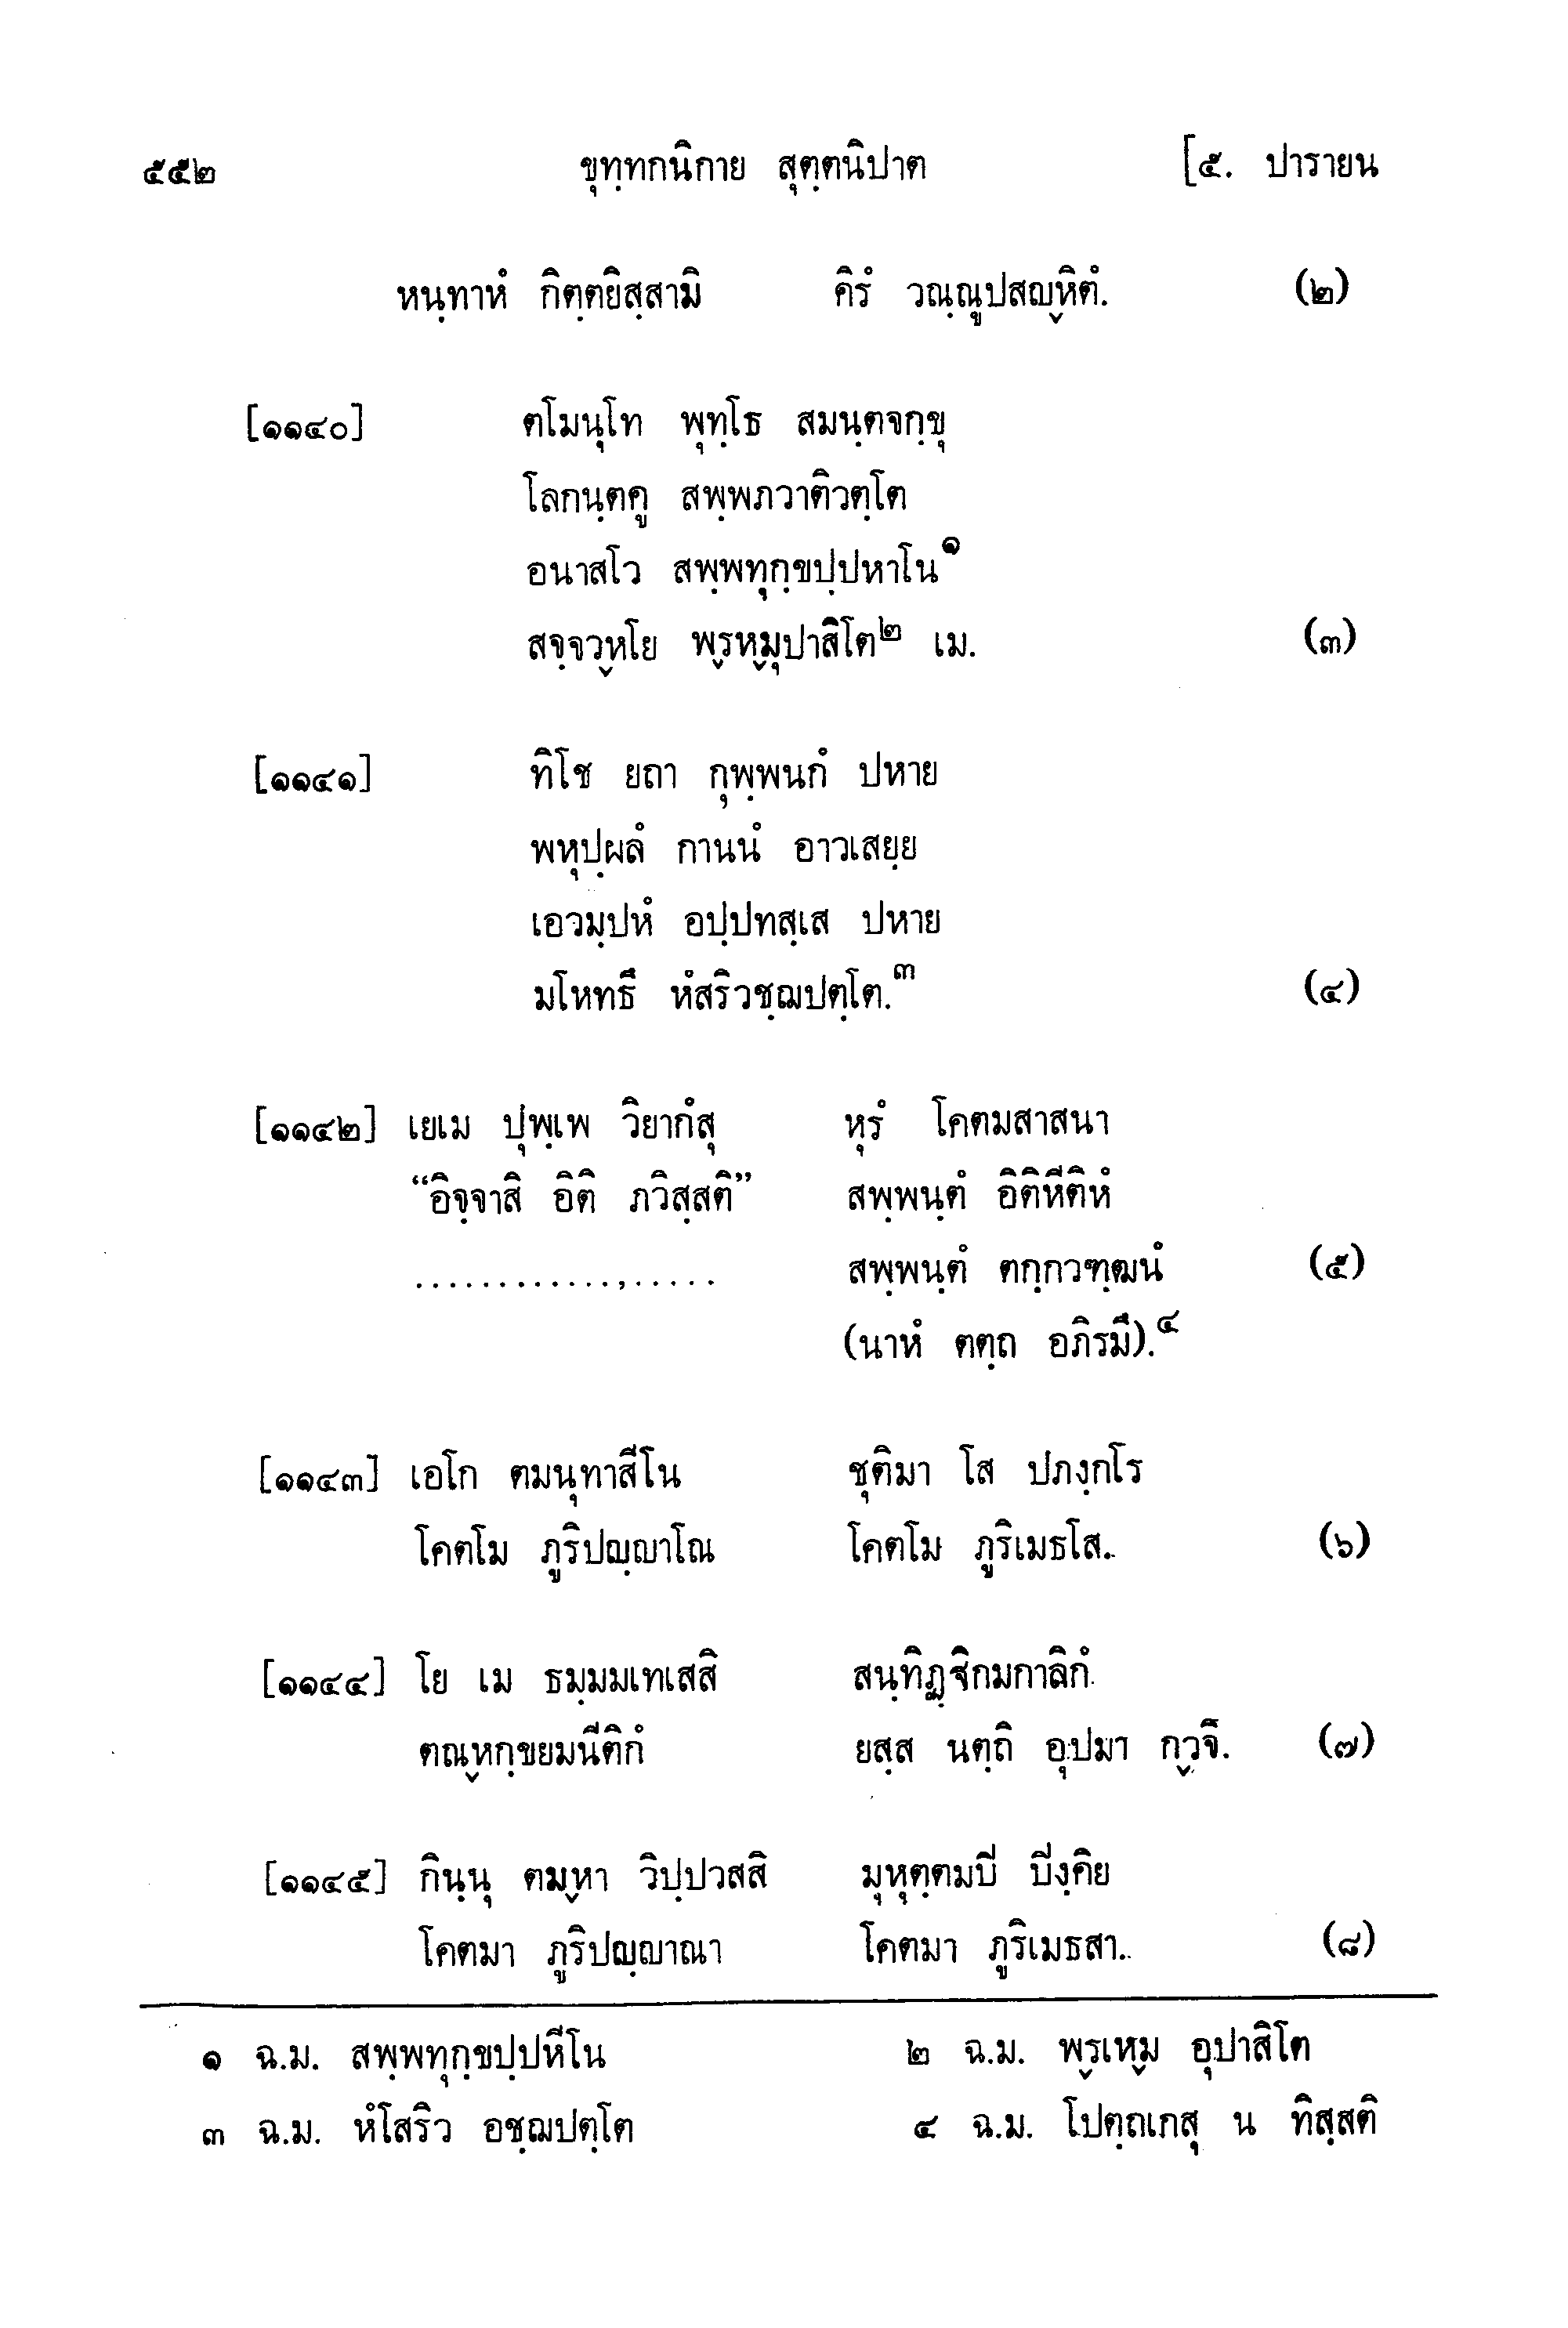 ๕๕๒ ขุทฺทกนิกาย สุตฺตนิปาต [๕. ปารายน
หนฺทาหํ กิตฺตยิสฺสามิ คิรํ วณฺณูปสญฺหิตํ. (๒)
[๑๑๔๐] ตโมนุโท พุทฺโธ สมนฺตจกฺขุ
โลกนฺตคู สพฺพภวาติวตฺโต
อนาสโว สพฺพทุกฺขปฺปหาโน๑
สจฺจวฺหโย พฺรหฺมุปาสิโต๒ เม. (๓)
[๑๑๔๑] ทิโช ยถา กุพฺพนกํ ปหาย
พหุปฺผลํ กานนํ อาวเสยฺย
เอวมฺปหํ อปฺปทสฺเส ปหาย
มโหทธึ หํสริวชฺฌปตฺโต.๓ (๔)
[๑๑๔๒] เยเม ปุพฺเพ วิยากํสุ หุรํ โคตมสาสนา
“อิจฺจาสิ อิติ ภวิสฺสติ” สพฺพนฺตํ อิติหีติหํ
............,..... สพฺพนฺตํ ตกฺกวฑฺฒนํ (๕)
(นาหํ ตตฺถ อภิรมึ).๔
[๑๑๔๓] เอโก ตมนุทาสีโน ชุติมา โส ปภงฺกโร
โคตโม ภูริปญฺญาโณ โคตโม ภูริเมธโส. (๖)
[๑๑๔๔] โย เม ธมฺมมเทเสสิ สนฺทิฏฺฐิกมกาลิกํ
ตณฺหกฺขยมนีติกํ ยสฺส นตฺถิ อุปมา กฺวจิ. (๗)
[๑๑๔๕] กินฺนุ ตมฺหา วิปฺปวสสิ มุหุตฺตมปิ ปิงฺคิย
โคตมา ภูริปญฺญาณา โคตมา ภูริเมธสา. (๘)
๑ ฉ.ม. สพฺพทุกฺขปฺปหีโน ๒ ฉ.ม. พฺรเหฺม อุปาสิโต
๓ ฉ.ม. หํโสริว อชฺฌปตฺโต ๔ ฉ.ม. โปตฺถเกสุ น ทิสฺสติ